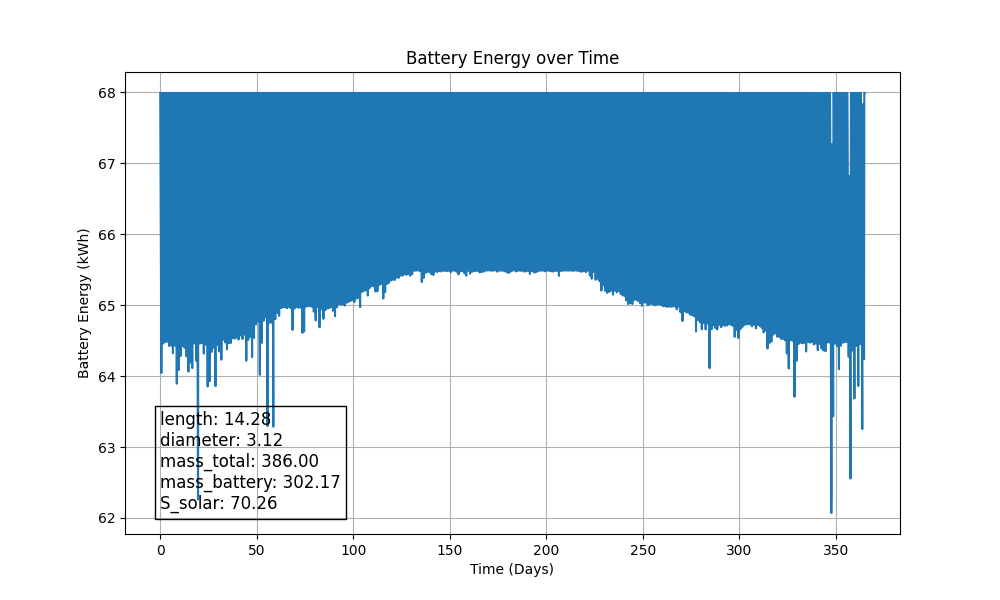 Battery Energy over Time
Battery Energy (kWh)
68
67
66
65
64
63
62
length: 14.28
diameter: 3.12
mass_total: 386.00
mass_battery: 302.17
S_solar: 70.26
0 50 100 150 200 250 300 350
Time (Days)